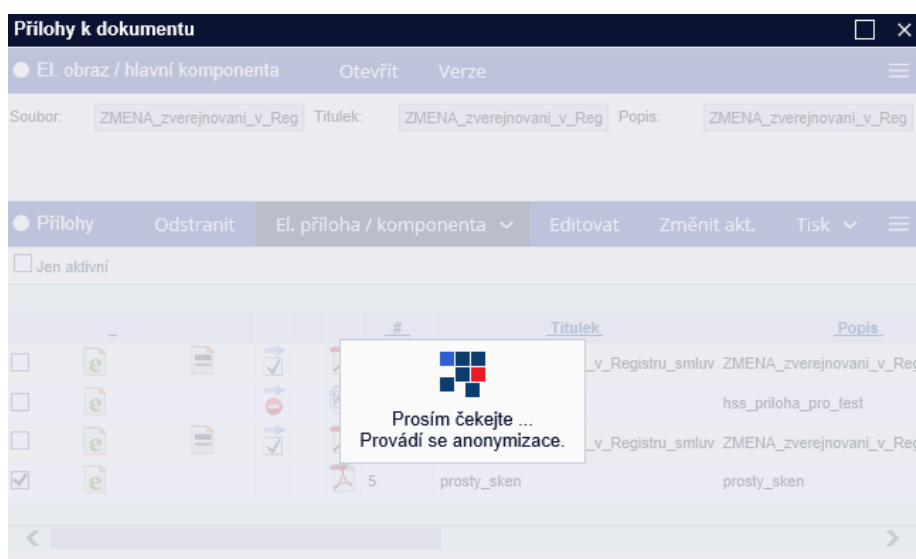 Přílohy k dokumentu
El. obraz / hlavní komponenta Otevřít Verze
Soubor: ZMENA_zverejnovani_v_Reg Titulek: ZMENA_zverejnovani_v_Reg Popis: ZMENA_zverejnovani_v_Reg
Přílohy Odstranit El. příloha / komponenta Editovat Změnit akt. Tisk
Jen aktivní
_ # Titulek Popis
_v_Registru_smluv ZMENA_zverejnovani_v_Reg
hss_priloha_pro_test
_v_Registru_smluv ZMENA_zverejnovani_v_Reg
5 prosty_sken prosty_sken
Prosím čekejte ...
Provádí se anonymizace.